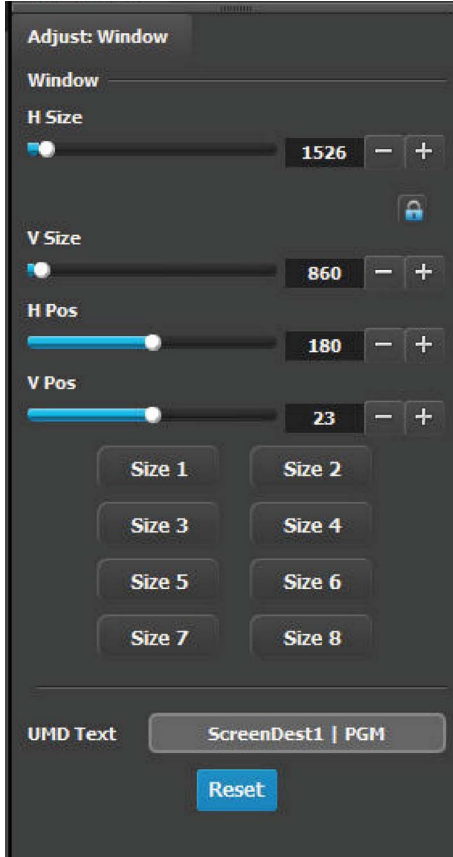 Adjust: Window
Window
H Size
1526 − +
V Size
860 − +
H Pos
180 − +
V Pos
23 − +
Size 1 Size 2
Size 3 Size 4
Size 5 Size 6
Size 7 Size 8
UMD Text ScreenDest1 | PGM
Reset